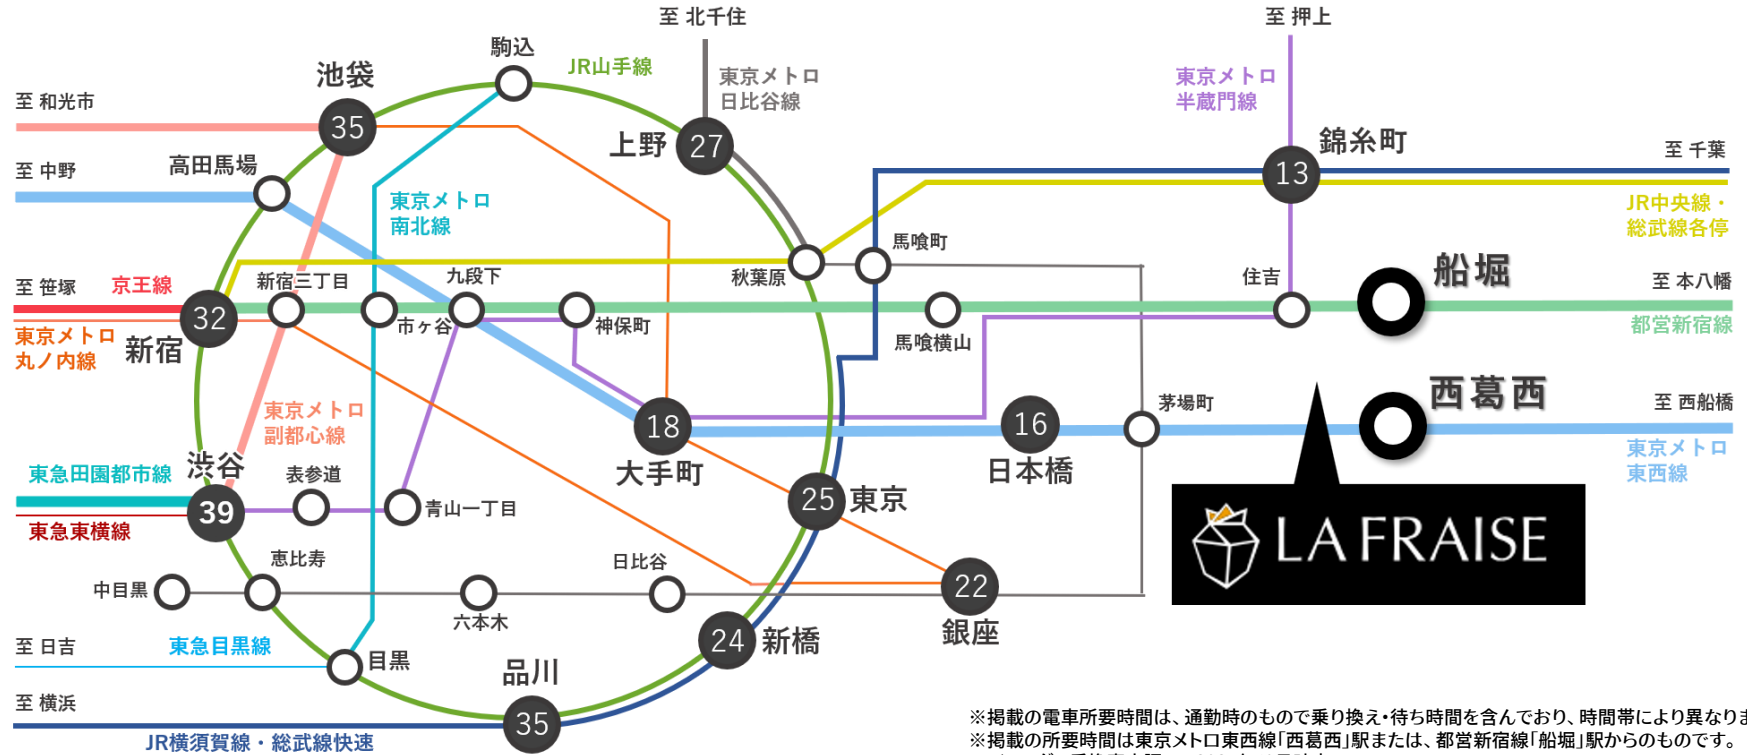 至 北千住
至 押上
駒込
JR山手線
池袋
東京メトロ
日比谷線
東京メトロ
半蔵門線
至 和光市
35
上野
27
錦糸町
至 千葉
高田馬場
至 中野
13
東京メトロ
南北線
JR中央線・
総武線各停
馬喰町
秋葉原
船堀
至 笹塚
京王線
新宿三丁目
九段下
住吉
至 本八幡
32
市ヶ谷
神保町
馬喰横山
都営新宿線
東京メトロ
丸ノ内線
新宿
東京メトロ
副都心線
西葛西
茅場町
至 西船橋
18
16
大手町
日本橋
東京メトロ
東西線
渋谷
東急田園都市線
表参道
39
青山一丁目
25
東京
東急東横線
LA FRAISE
恵比寿
日比谷
中目黒
六本木
22
銀座
至 日吉
東急目黒線
目黒
24
新橋
品川
至 横浜
35
JR横須賀線・総武線快速
※掲載の電車所要時間は、通勤時のもので乗り換え・待ち時間を含んでおり、時間帯により異なりま
※掲載の所要時間は東京メトロ東西線「西葛西」駅または、都営新宿線「船堀」駅からのものです。